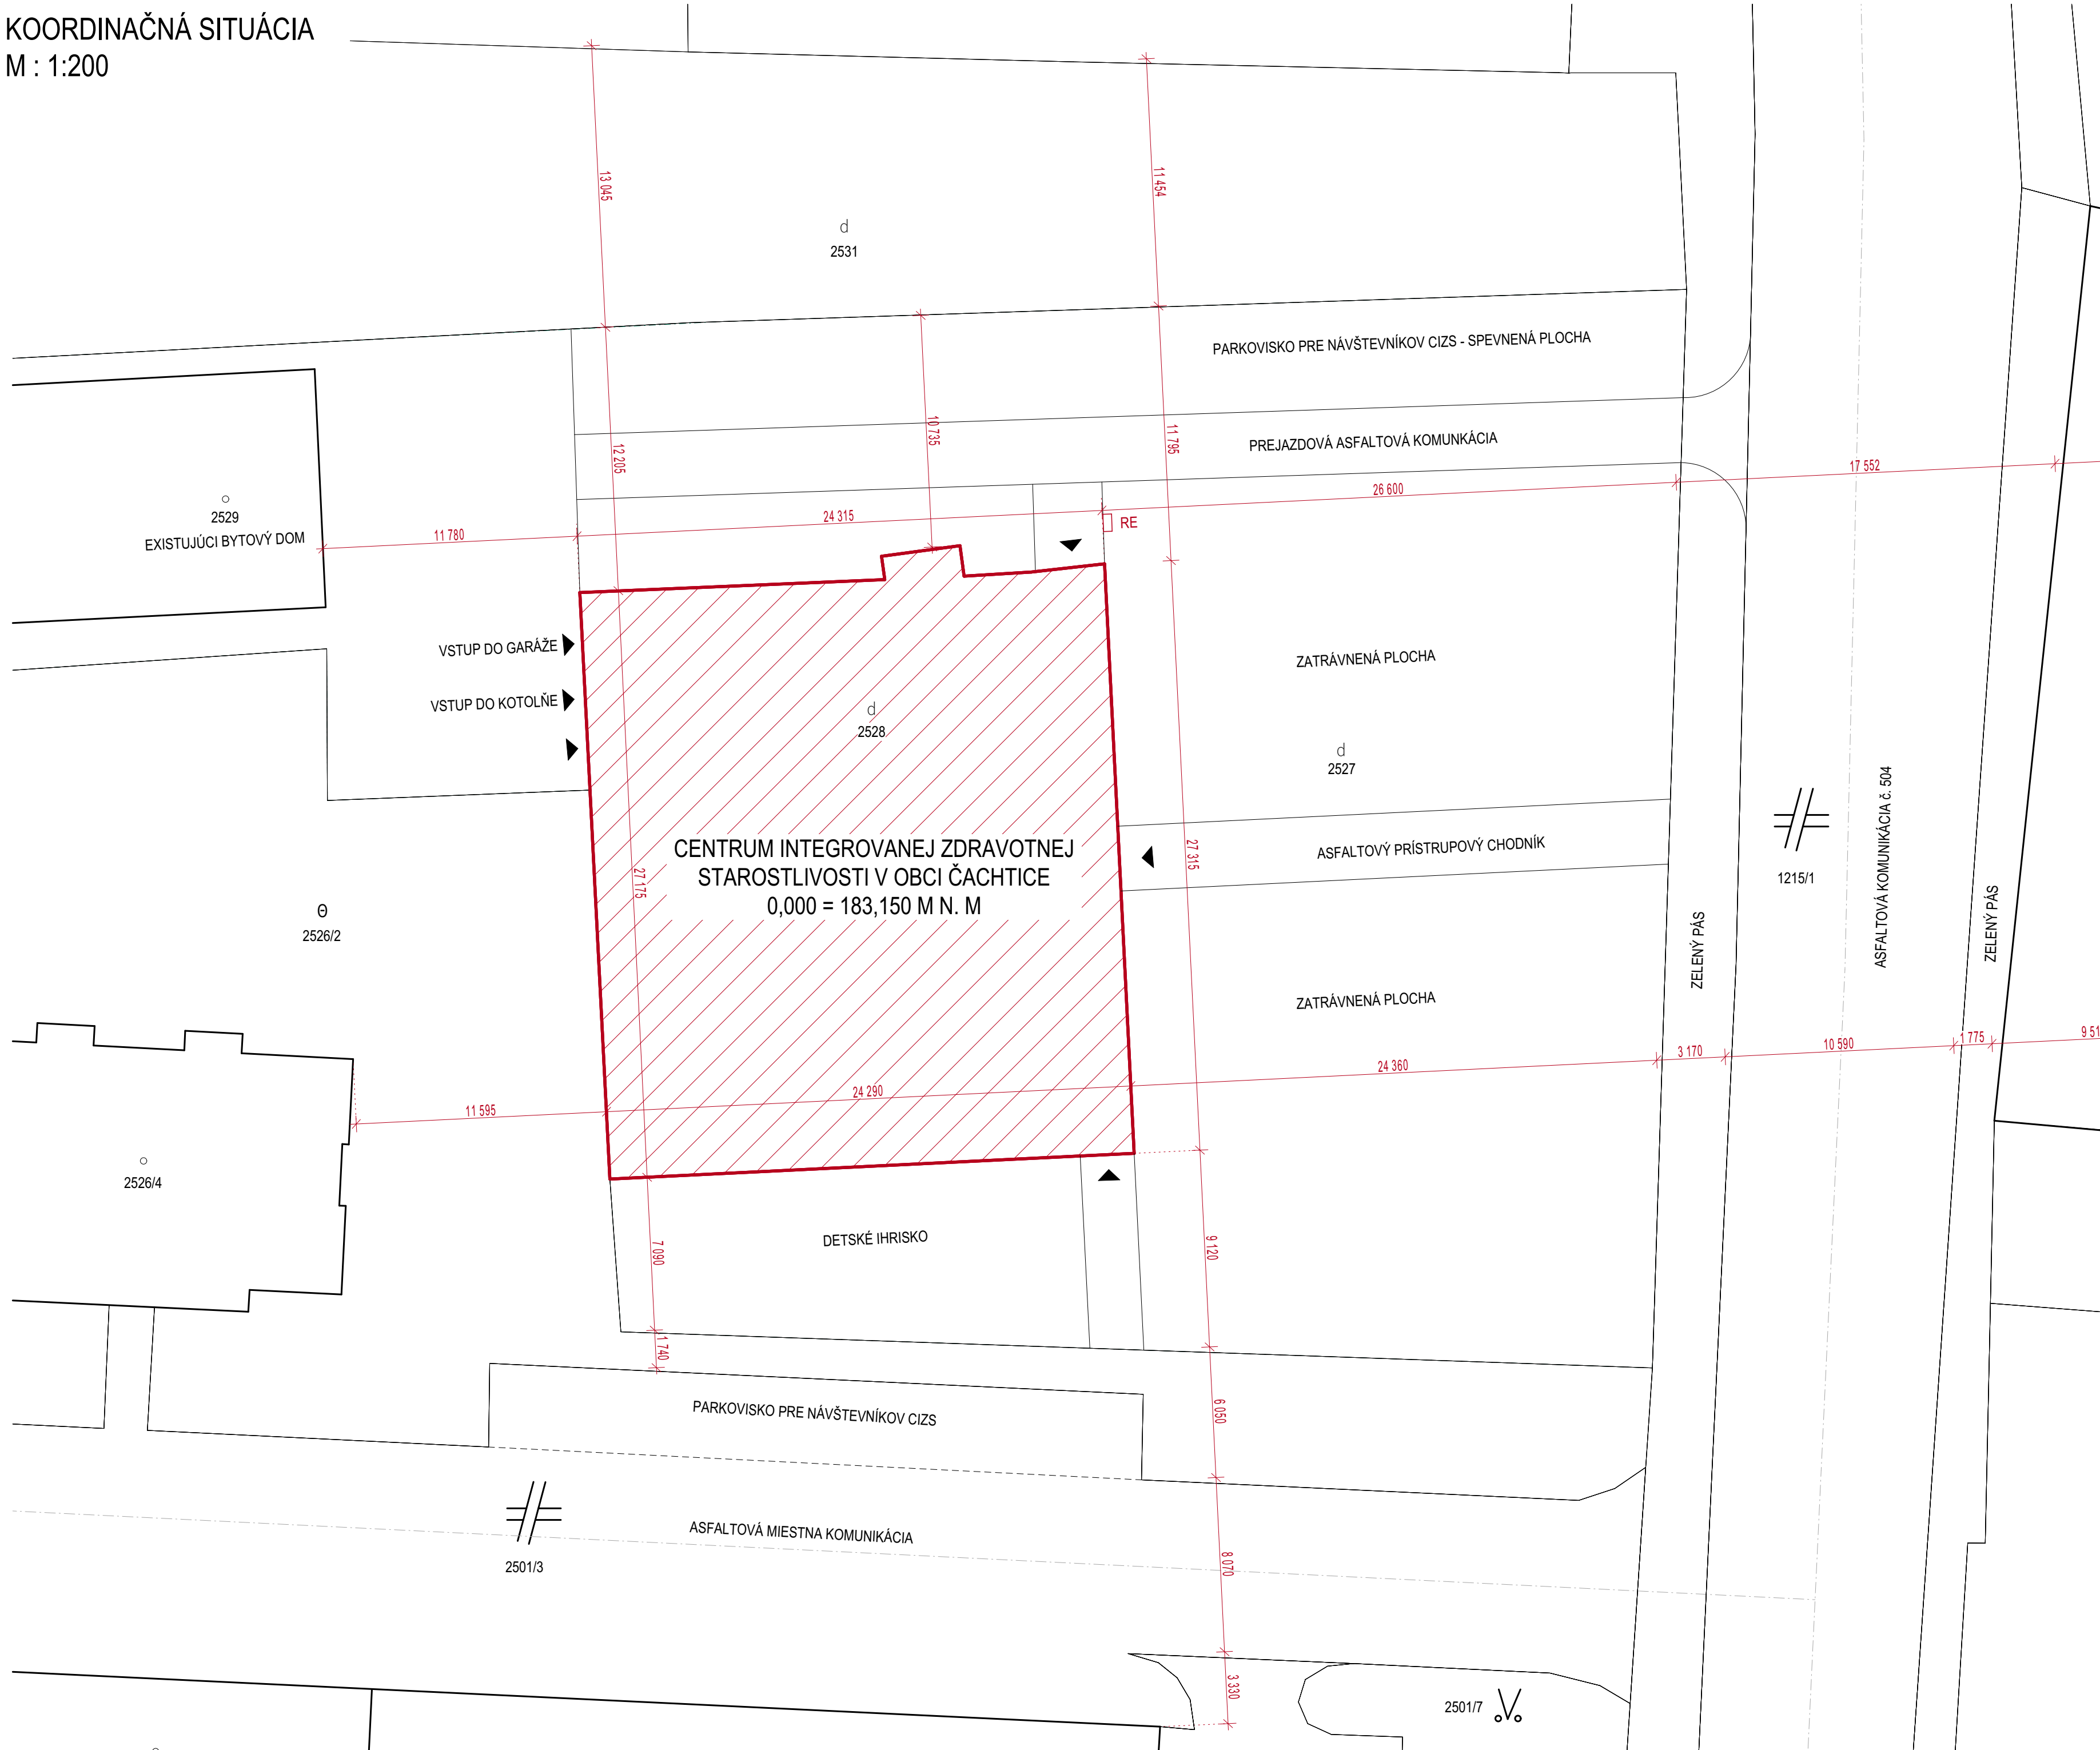 KOORDINAČNÁ SITUÁCIA
M : 1:200
13 045
11 454
d
2531
PARKOVISKO PRE NÁVŠTEVNÍKOV CIZS - SPEVNENÁ PLOCHA
PREJAZDOVÁ ASFALTOVÁ KOMUNKÁCIA
12 205
10 735
11 795
17 552
26 600
24 315
11 780
RE
2529
EXISTUJÚCI BYTOVÝ DOM
VSTUP DO GARÁŽE
VSTUP DO KOTOLŇE
ZATRÁVNENÁ PLOCHA
d
2528
d
2527
CENTRUM INTEGROVANEJ ZDRAVOTNEJ
STAROSTLIVOSTI V OBCI ČACHTICE
0,000 = 183,150 M N. M
27 175
27 315
ASFALTOVÝ PRÍSTRUPOVÝ CHODNÍK
1215/1
ASFALTOVÁ KOMUNIKÁCIA č. 504
ZELENÝ PÁS
ZELENÝ PÁS
2526/2
ZATRÁVNENÁ PLOCHA
11 595
24 290
24 360
3 170
10 590
1 775
9 51
2526/4
DETSKÉ IHRISKO
7 090
9 120
1 740
PARKOVISKO PRE NÁVŠTEVNÍKOV CIZS
6 050
ASFALTOVÁ MIESTNA KOMUNIKÁCIA
2501/3
8 070
3 330
2501/7